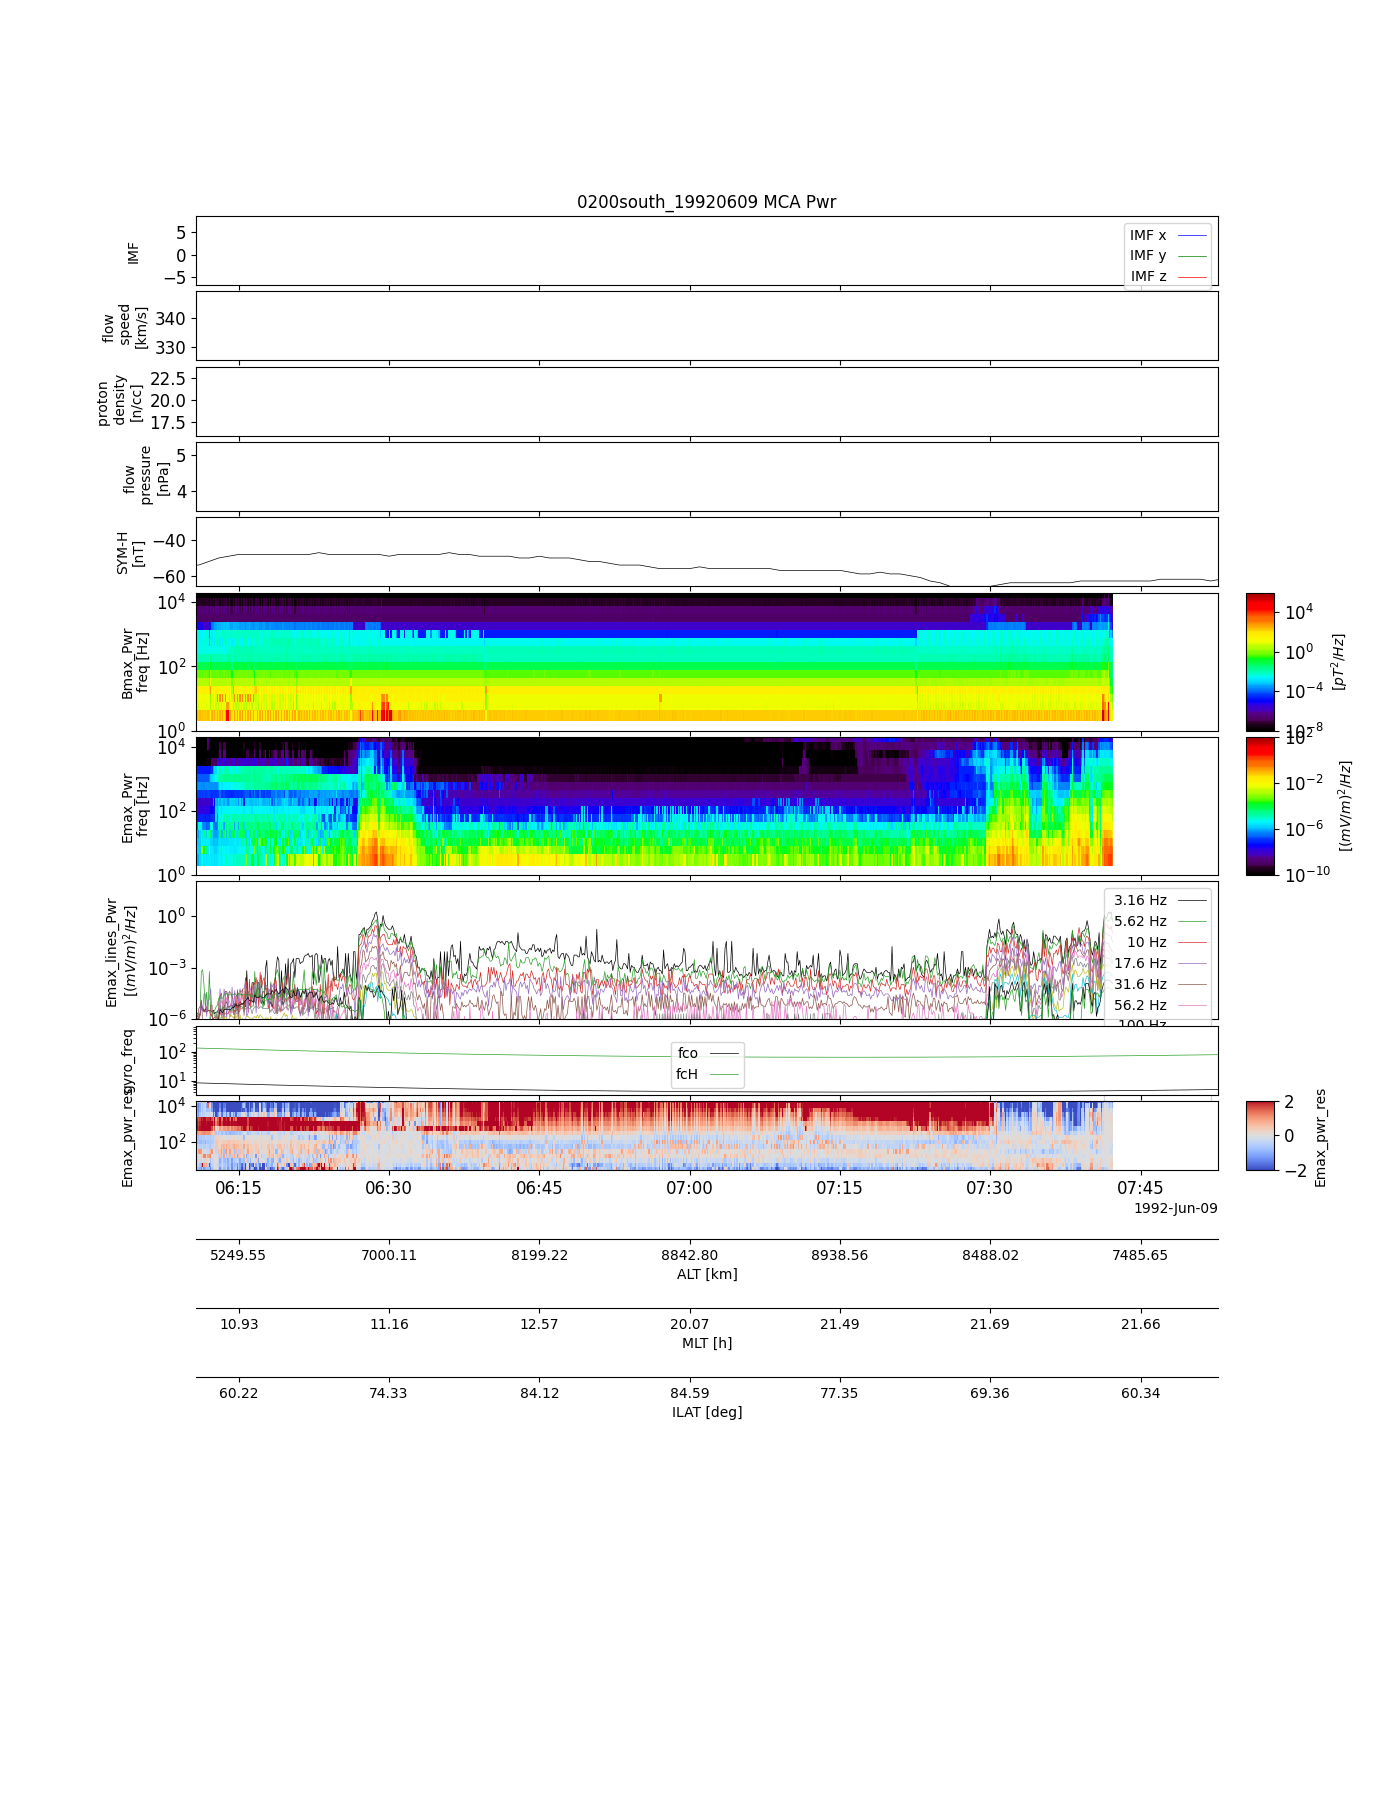 0200south_19920609 MCA Pwr
IMF
5
0
−5
IMF x
IMF y
IMF z
flow
speed
[km/s]
340
330
proton
density
[n/cc]
22.5
20.0
17.5
flow
pressure
[nPa]
5
4
SYM-H
[nT]
−40
−60
Bmax_Pwr
freq [Hz]
10^4
10^2
10^0
10^4
10^0
10^−4
10^−8
[pT^2/Hz]
Emax_Pwr
freq [Hz]
10^4
10^2
10^0
10^2
10^−2
10^−6
10^−10
[(mV/m)^2/Hz]
Emax_lines_Pwr
[(mV/m)^2/Hz]
10^0
10^−3
10^−6
3.16 Hz
5.62 Hz
10 Hz
17.6 Hz
31.6 Hz
56.2 Hz
100 Hz
gyro_freq
10^2
10^1
fco
fcH
Emax_pwr_res
10^4
10^2
2
0
−2
Emax_pwr_res
06:15 06:30 06:45 07:00 07:15 07:30 07:45
1992-Jun-09
5249.55 7000.11 8199.22 8842.80 8938.56 8488.02 7485.65
ALT [km]
10.93 11.16 12.57 20.07 21.49 21.69 21.66
MLT [h]
60.22 74.33 84.12 84.59 77.35 69.36 60.34
ILAT [deg]